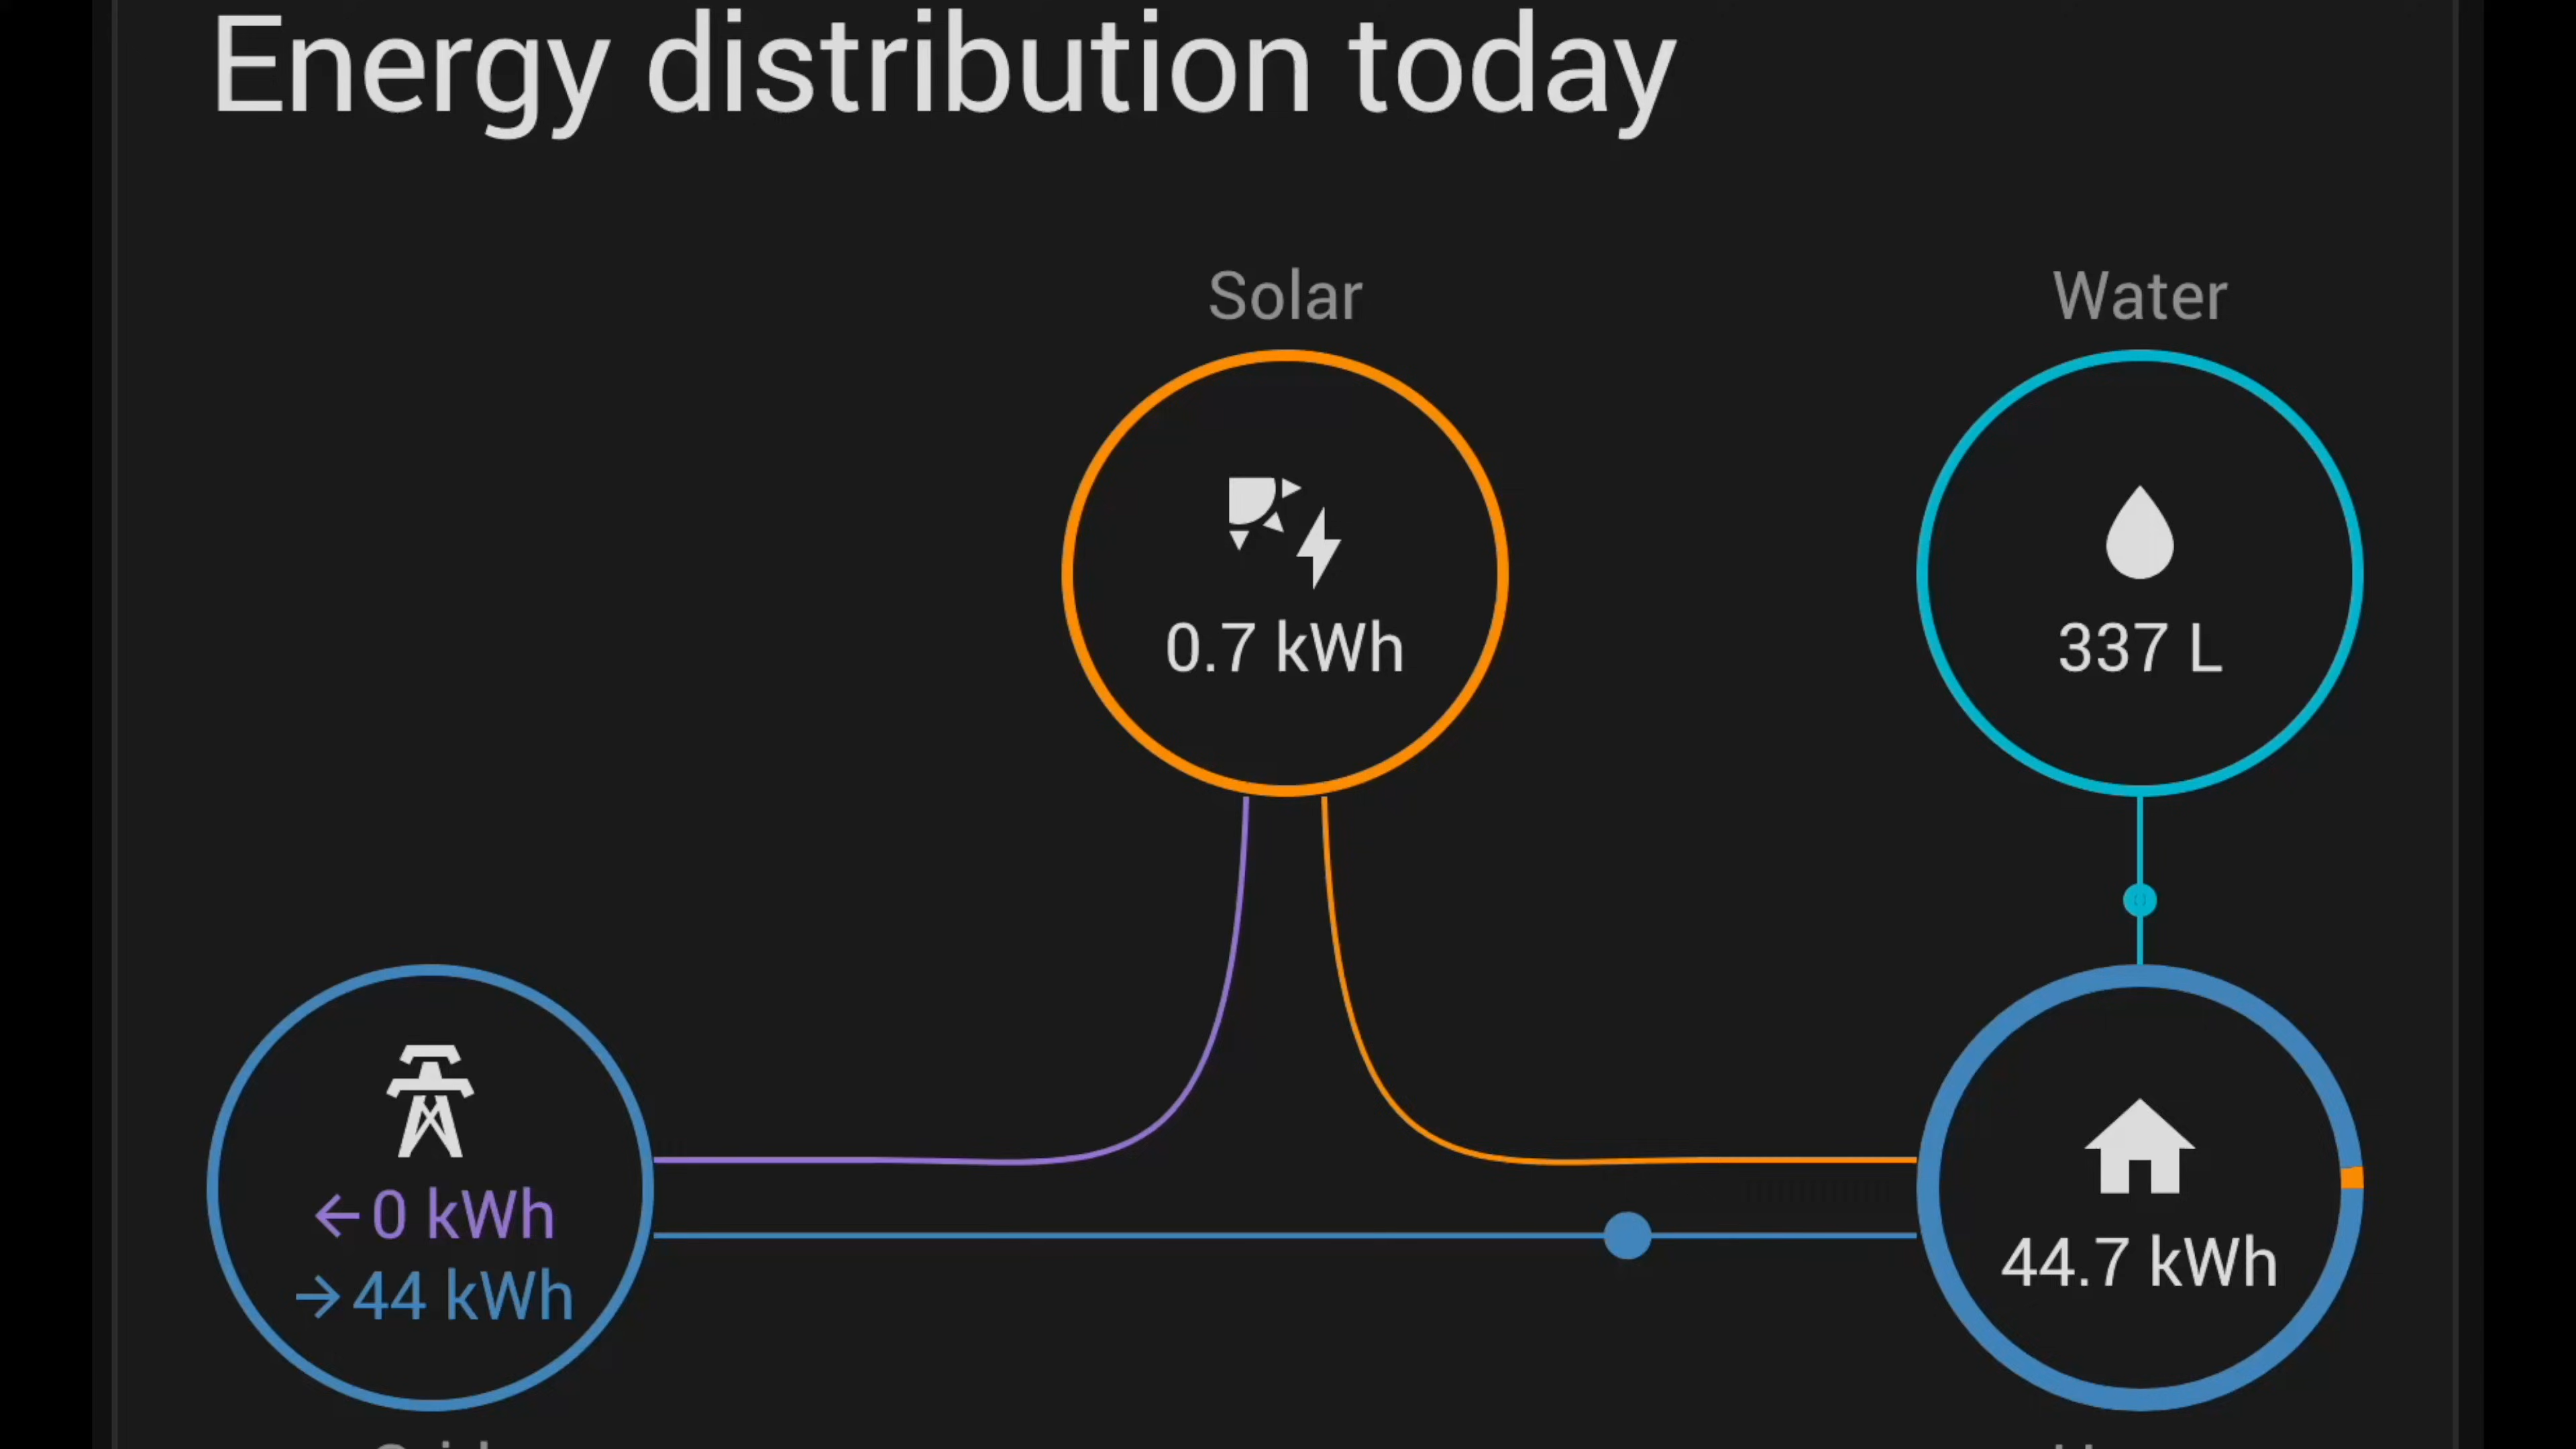 Energy distribution today
Solar
Water
0.7 kWh
337 L
←0 kWh
→44 kWh
44.7 kWh